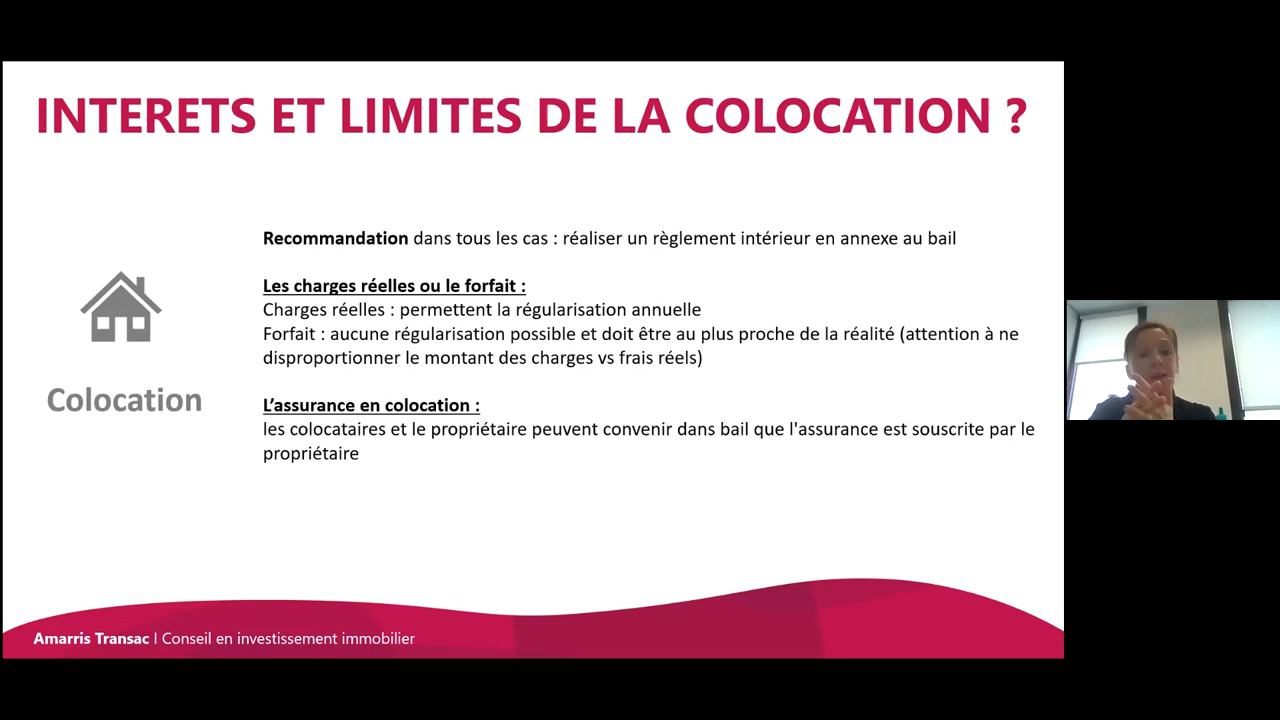 INTERETS ET LIMITES DE LA COLOCATION ?
Recommandation dans tous les cas : réaliser un règlement intérieur en annexe au bail
Les charges réelles ou le forfait :
Charges réelles : permettent la régularisation annuelle
Forfait : aucune régularisation possible et doit être au plus proche de la réalité (attention à ne
disproportionner le montant des charges vs frais réels)
Colocation
L'assurance en colocation :
les colocataires et le propriétaire peuvent convenir dans bail que l'assurance est souscrite par le
propriétaire
Amarris Transac l Conseil en investissement immobilier